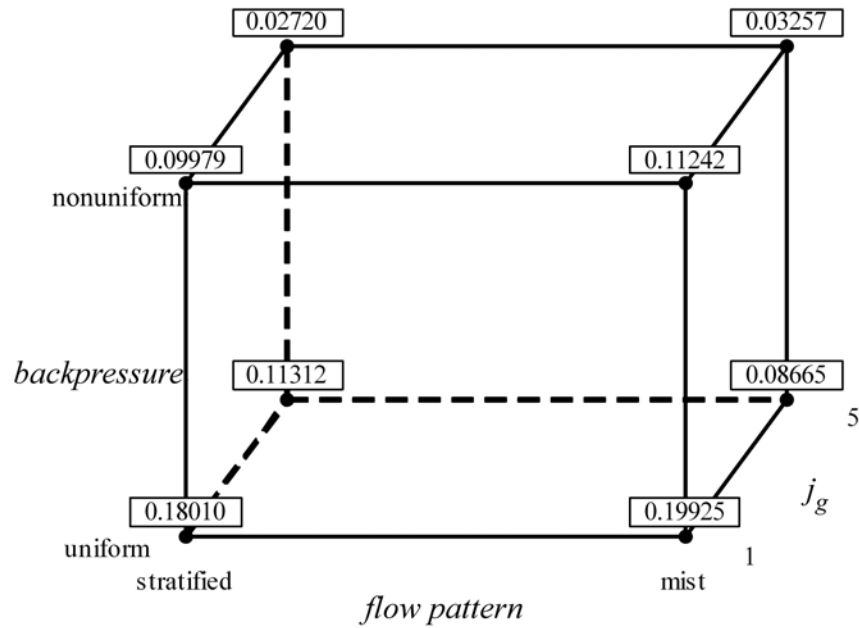 0.02720 0.03257
0.09979 0.11242
nonuniform
backpressure 0.11312 0.08665
5
j_g
0.18010 0.19925
uniform 1
stratified mist
flow pattern